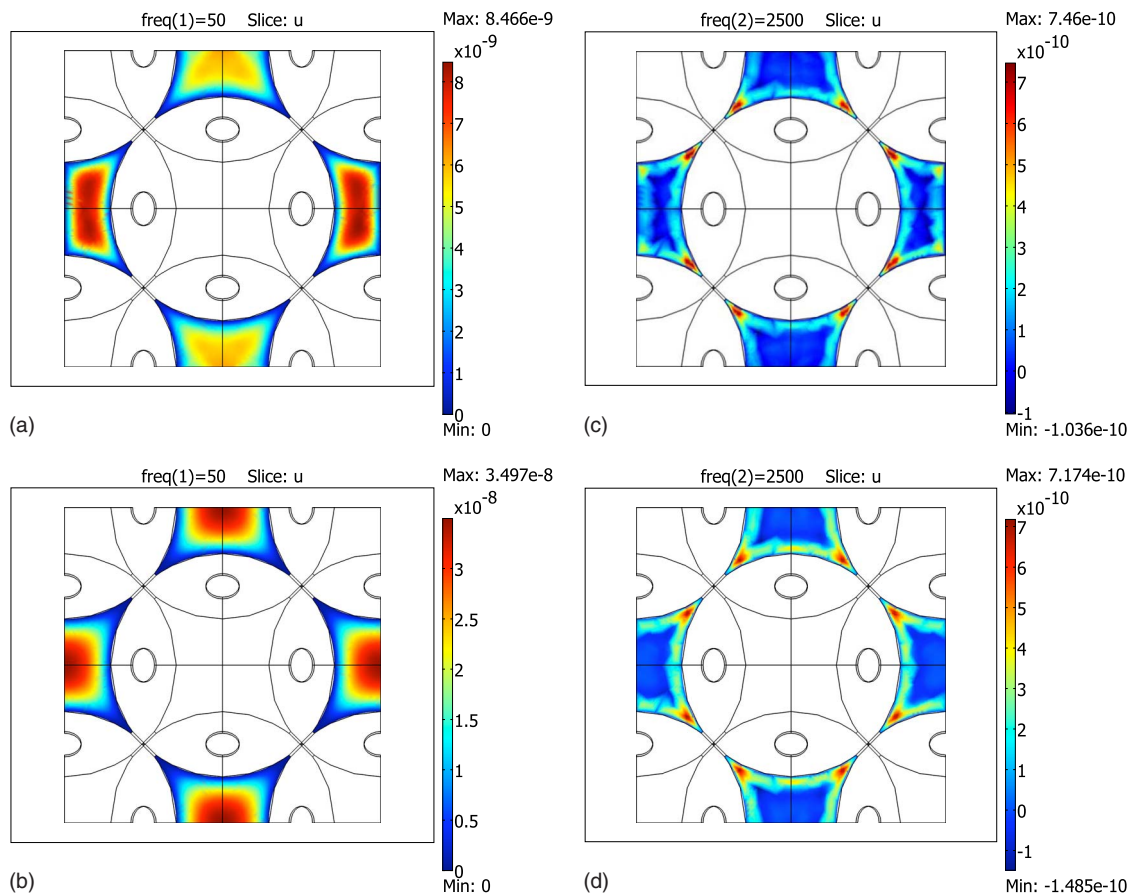 freq(1)=50 Slice: u
Max: 8.466e-9
x10-9
8
7
6
5
4
3
2
1
0
Min: 0
(a)
freq(2)=2500 Slice: u
Max: 7.46e-10
x10-10
7
6
5
4
3
2
1
0
-1
Min: -1.036e-10
(c)
freq(1)=50 Slice: u
Max: 3.497e-8
x10-8
3
2.5
2
1.5
1
0.5
0
Min: 0
(b)
freq(2)=2500 Slice: u
Max: 7.174e-10
x10-10
7
6
5
4
3
2
1
0
-1
Min: -1.485e-10
(d)